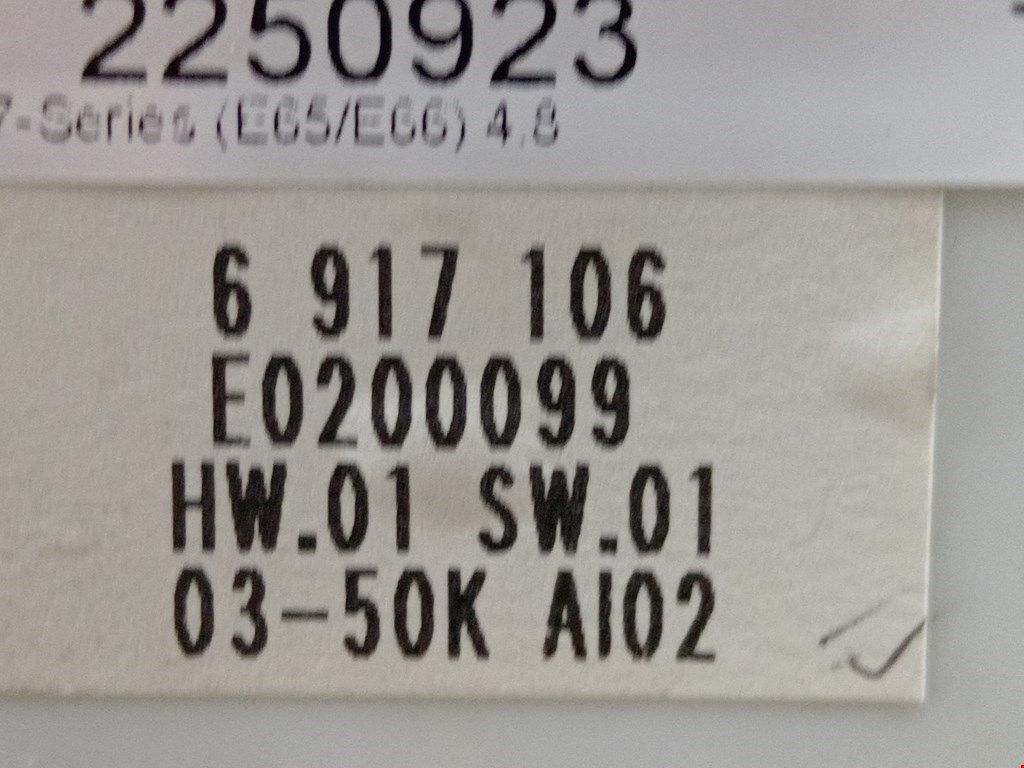 2250923
7-Series (E65/E66) 4.8
6 917 106
E0200099
HW.01 SW.01
03-50K AI02